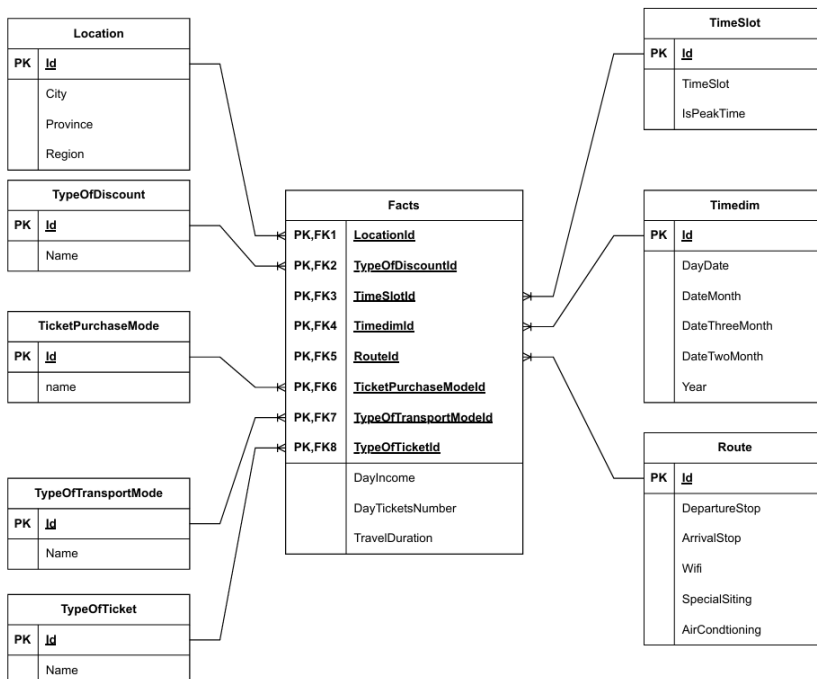 Location
PK Id
City
Province
Region
TypeOfDiscount
PK Id
Name
TicketPurchaseMode
PK Id
name
TypeOfTransportMode
PK Id
Name
TypeOfTicket
PK Id
Name
Facts
PK,FK1 LocationId
PK,FK2 TypeOfDiscountId
PK,FK3 TimeSlotId
PK,FK4 TimedimId
PK,FK5 RouteId
PK,FK6 TicketPurchaseModeId
PK,FK7 TypeOfTransportModeId
PK,FK8 TypeOfTicketId
DayIncome
DayTicketsNumber
TravelDuration
TimeSlot
PK Id
TimeSlot
IsPeakTime
Timedim
PK Id
DayDate
DateMonth
DateThreeMonth
DateTwoMonth
Year
Route
PK Id
DepartureStop
ArrivalStop
Wifi
SpecialSiting
AirCondtioning